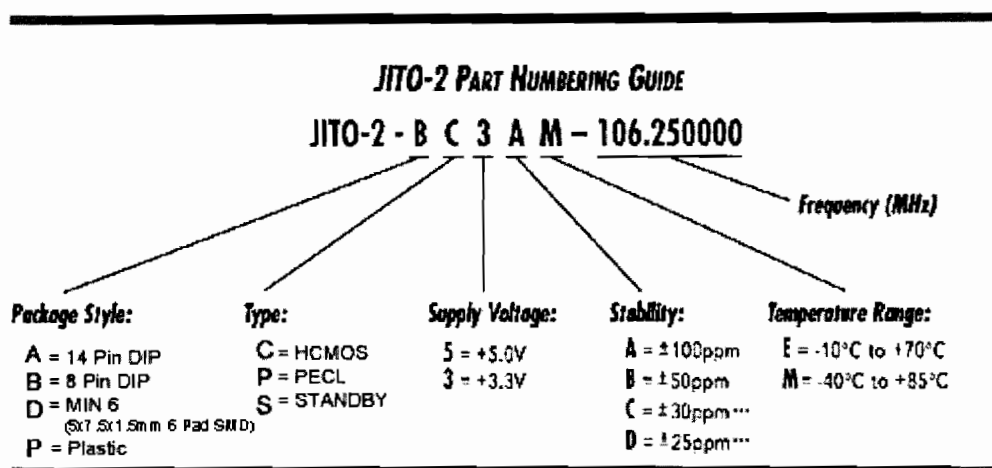 JITO-2 PART NUMBERING GUIDE
JITO-2 - B C 3 A M – 106.250000
Frequency (MHz)
Package Style:
A = 14 Pin DIP
B = 8 Pin DIP
D = MIN 6
(5x7.5x1.5mm 6 Pad SMD)
P = Plastic
Type:
C = HCMOS
P = PECL
S = STANDBY
Supply Voltage:
5 = +5.0V
3 = +3.3V
Stability:
A = ±100ppm
B = ±50ppm
C = ±30ppm...
D = ±25ppm...
Temperature Range:
E = -10°C to +70°C
M = -40°C to +85°C